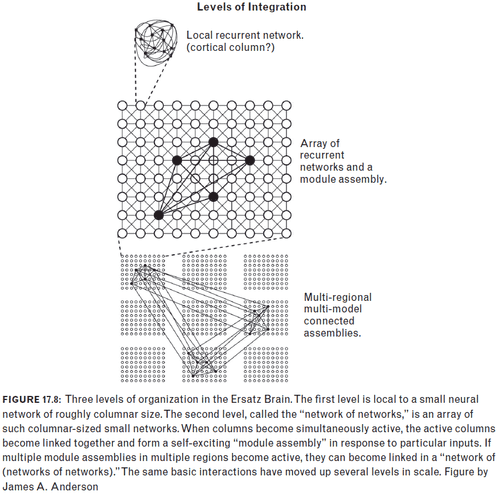 Levels of Integration
Local recurrent network.
(cortical column?)
Array of
recurrent
networks and a
module assembly.
Multi-regional
multi-model
connected
assemblies.
FIGURE 17.8: Three levels of organization in the Ersatz Brain. The first level is local to a small neural
network of roughly columnar size. The second level, called the “network of networks,” is an array of
such columnar-sized small networks. When columns become simultaneously active, the active columns
become linked together and form a self-exciting “module assembly” in response to particular inputs. If
multiple module assemblies in multiple regions become active, they can become linked in a “network of
(networks of networks).” The same basic interactions have moved up several levels in scale. Figure by
James A. Anderson